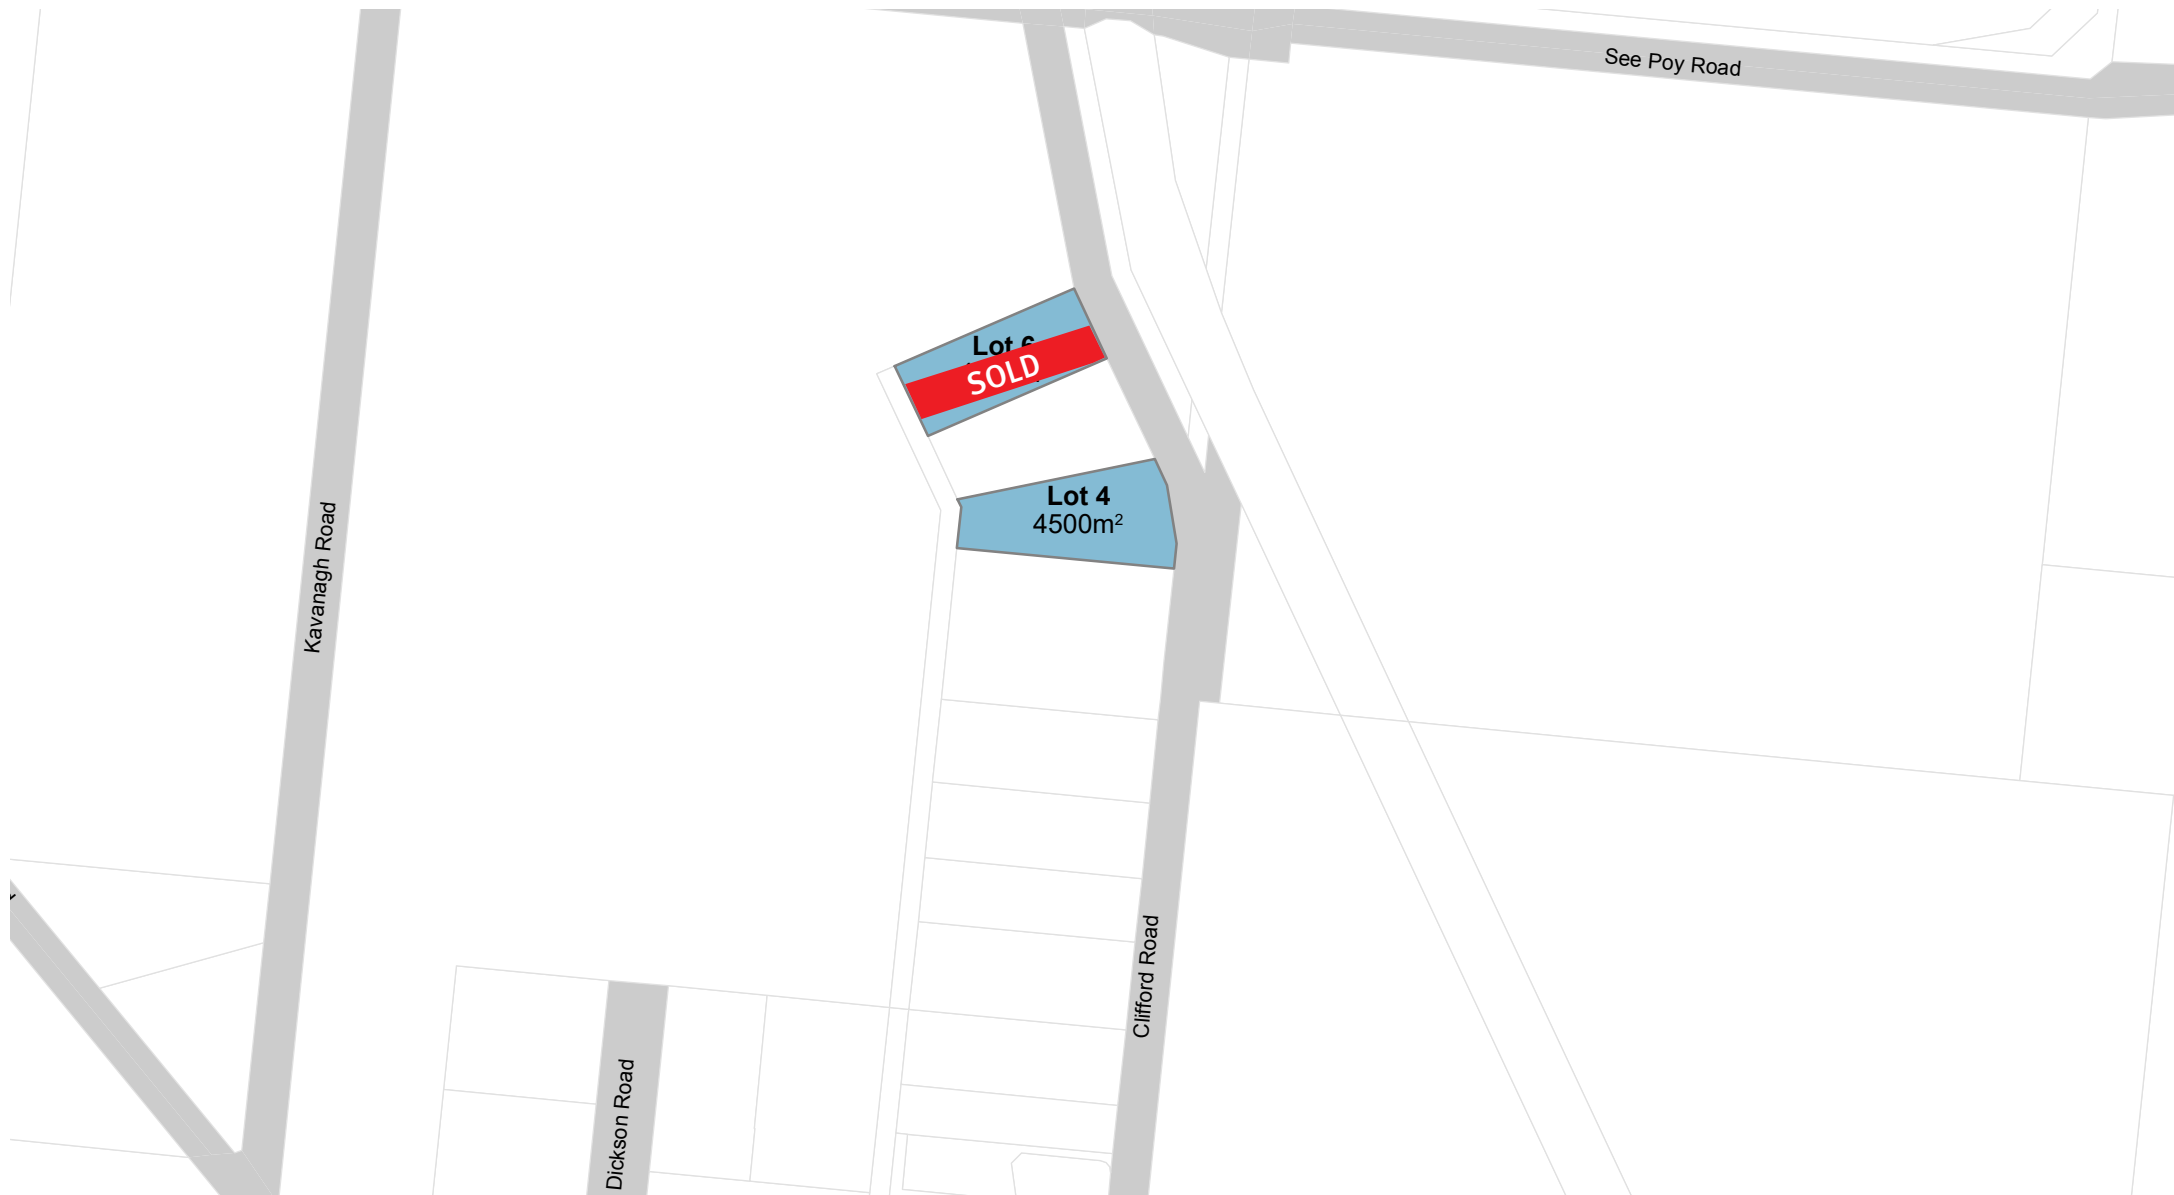 See Poy Road
Lot 6
SOLD
Lot 4
4500m²
Kavanagh Road
Clifford Road
Dickson Road